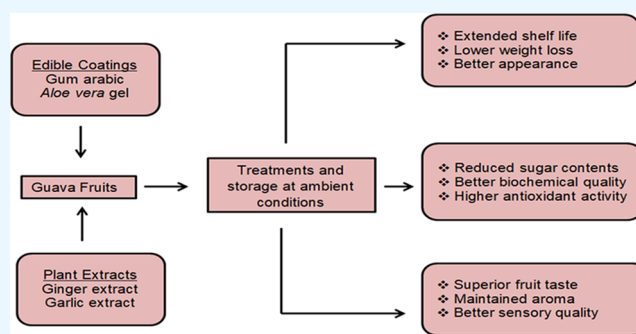 Edible Coatings
Gum arabic
Aloe vera gel
Guava Fruits
Plant Extracts
Ginger extract
Garlic extract
Treatments and
storage at ambient
conditions
❖ Extended shelf life
❖ Lower weight loss
❖ Better appearance
❖ Reduced sugar contents
❖ Better biochemical quality
❖ Higher antioxidant activity
❖ Superior fruit taste
❖ Maintained aroma
❖ Better sensory quality